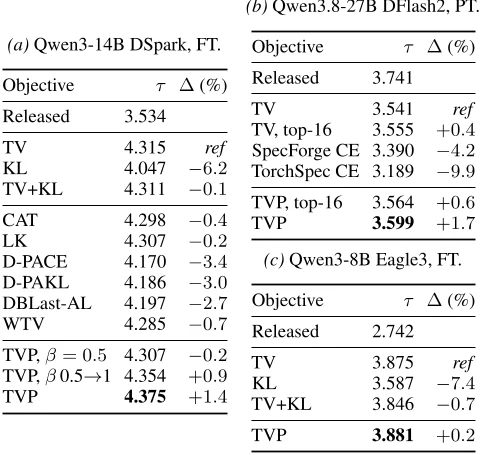 (a) Qwen3-14B DSpark, FT.
Objective τ Δ (%)
Released 3.534
TV 4.315 ref
KL 4.047 −6.2
TV+KL 4.311 −0.1
CAT 4.298 −0.4
LK 4.307 −0.2
D-PACE 4.170 −3.4
D-PAKL 4.186 −3.0
DBLast-AL 4.197 −2.7
WTV 4.285 −0.7
TVP, β = 0.5 4.307 −0.2
TVP, β 0.5→1 4.354 +0.9
TVP 4.375 +1.4
(b) Qwen3.8-27B DFlash2, PT.
Objective τ Δ (%)
Released 3.741
TV 3.541 ref
TV, top-16 3.555 +0.4
SpecForge CE 3.390 −4.2
TorchSpec CE 3.189 −9.9
TVP, top-16 3.564 +0.6
TVP 3.599 +1.7
(c) Qwen3-8B Eagle3, FT.
Objective τ Δ (%)
Released 2.742
TV 3.875 ref
KL 3.587 −7.4
TV+KL 3.846 −0.7
TVP 3.881 +0.2